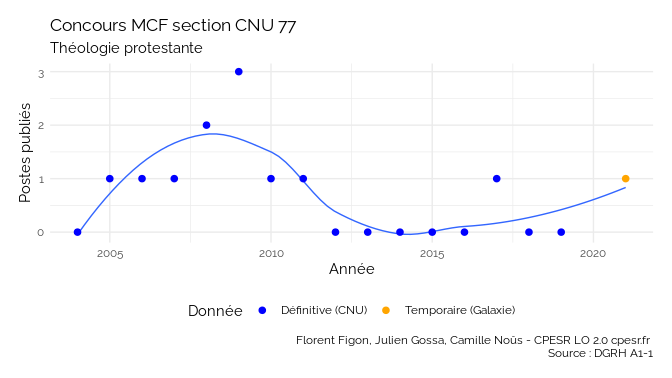 Concours MCF section CNU 77
Théologie protestante
Postes publiés
3
2
1
0
2005 2010 2015 2020
Année
Donnée Définitive (CNU) Temporaire (Galaxie)
Florent Figon, Julien Gossa, Camille Noûs - CPESR LO 2.0 cpesr.fr
Source : DGRH A1-1